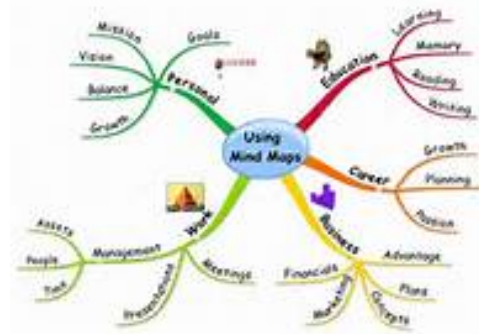 Using
Mind Maps
Personal
Mission
Vision
Balance
Growth
Goals
Education
Learning
Memory
Reading
Writing
Career
Growth
Planning
Passion
Business
Advantage
Plans
Concepts
Marketing
Financials
Work
Meetings
Presentations
Management
Assets
People
Time